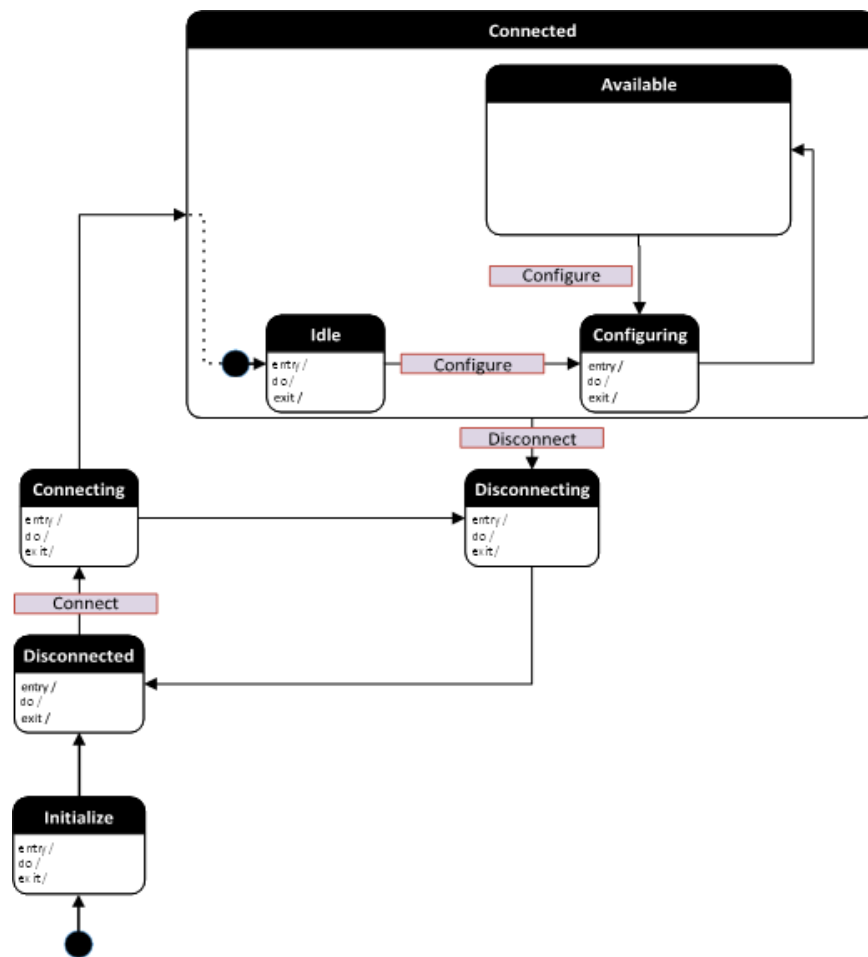 Connected
Available
Configure
Idle
entry /
do /
exit /
Configure
Configuring
entry /
do /
exit /
Disconnect
Connecting
entry /
do /
exit /
Disconnecting
entry /
do /
exit /
Connect
Disconnected
entry /
do /
exit /
Initialize
entry /
do /
exit /